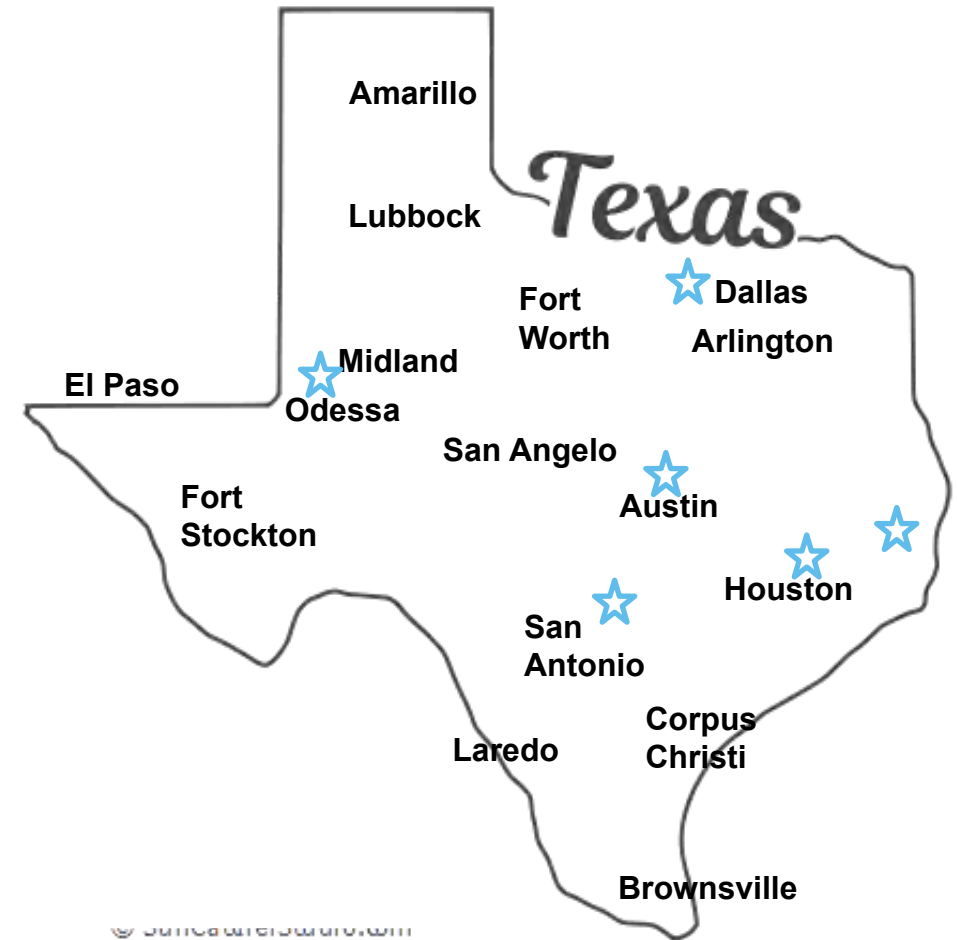 Amarillo
Texas
Lubbock
Dallas
Fort
Worth
Arlington
Midland
El Paso
Odessa
San Angelo
Fort
Stockton
Austin
Houston
San
Antonio
Corpus
Christi
Laredo
Brownsville